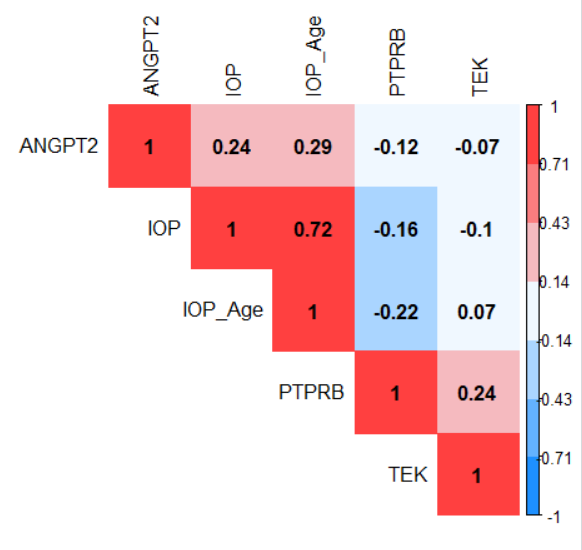 ANGPT2 IOP IOP_Age PTPRB TEK
ANGPT2 1 0.24 0.29 -0.12 -0.07
IOP 1 0.72 -0.16 -0.1
IOP_Age 1 -0.22 0.07
PTPRB 1 0.24
TEK 1
1
0.71
0.43
0.14
-0.14
-0.43
-0.71
-1